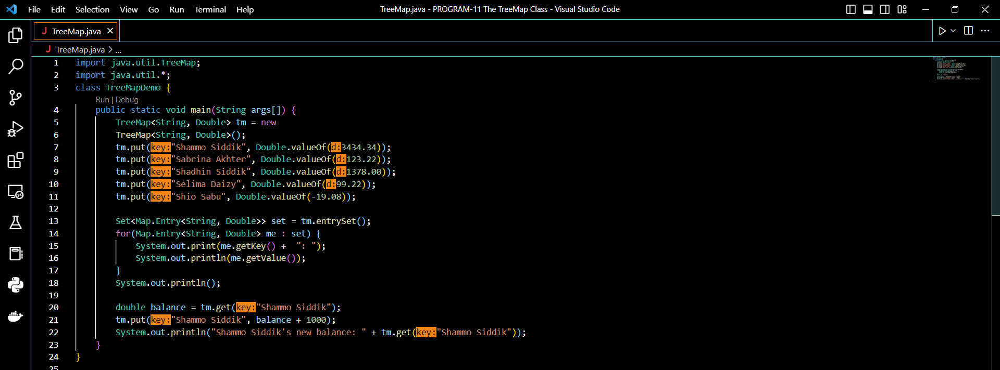 File Edit Selection View Go Run Terminal Help TreeMap.java - PROGRAM-11 The TreeMap Class - Visual Studio Code
J TreeMap.java ×
J TreeMap.java > ...
1 import java.util.TreeMap;
2 import java.util.*;
3 class TreeMapDemo {
Run | Debug
4 public static void main(String args[]) {
5 TreeMap<String, Double> tm = new
6 TreeMap<String, Double>();
7 tm.put(key:"Shammo Siddik", Double.valueOf(d:3434.34));
8 tm.put(key:"Sabrina Akhter", Double.valueOf(d:123.22));
9 tm.put(key:"Shadhin Siddik", Double.valueOf(d:1378.00));
10 tm.put(key:"Selima Daizy", Double.valueOf(d:99.22));
11 tm.put(key:"Shio Sabu", Double.valueOf(-19.08));
12
13 Set<Map.Entry<String, Double>> set = tm.entrySet();
14 for(Map.Entry<String, Double> me : set) {
15 System.out.print(me.getKey() +  ": ");
16 System.out.println(me.getValue());
17 }
18 System.out.println();
19
20 double balance = tm.get(key:"Shammo Siddik");
21 tm.put(key:"Shammo Siddik", balance + 1000);
22 System.out.println("Shammo Siddik's new balance: " + tm.get(key:"Shammo Siddik"));
23 }
24 }
25